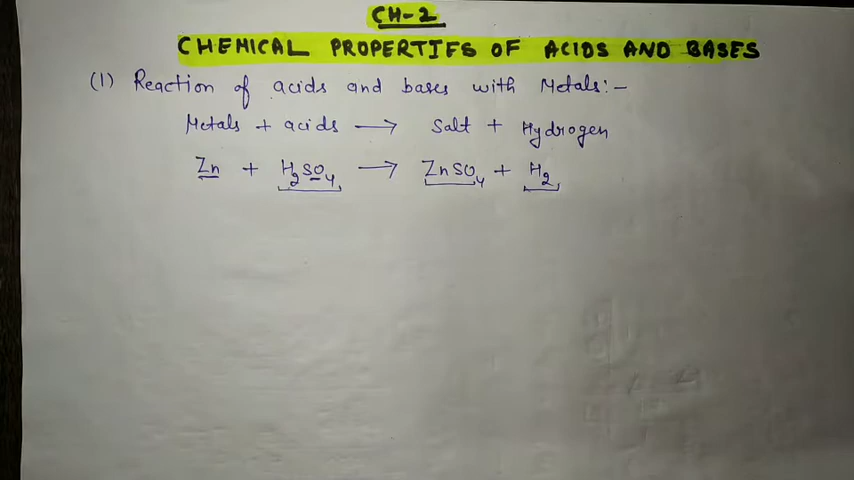 CH-2
CHEMICAL PROPERTIES OF ACIDS AND BASES
(1) Reaction of acids and bases with Metals:-
Metals + acids → Salt + Hydrogen
Zn + H₂SO₄ → ZnSO₄ + H₂